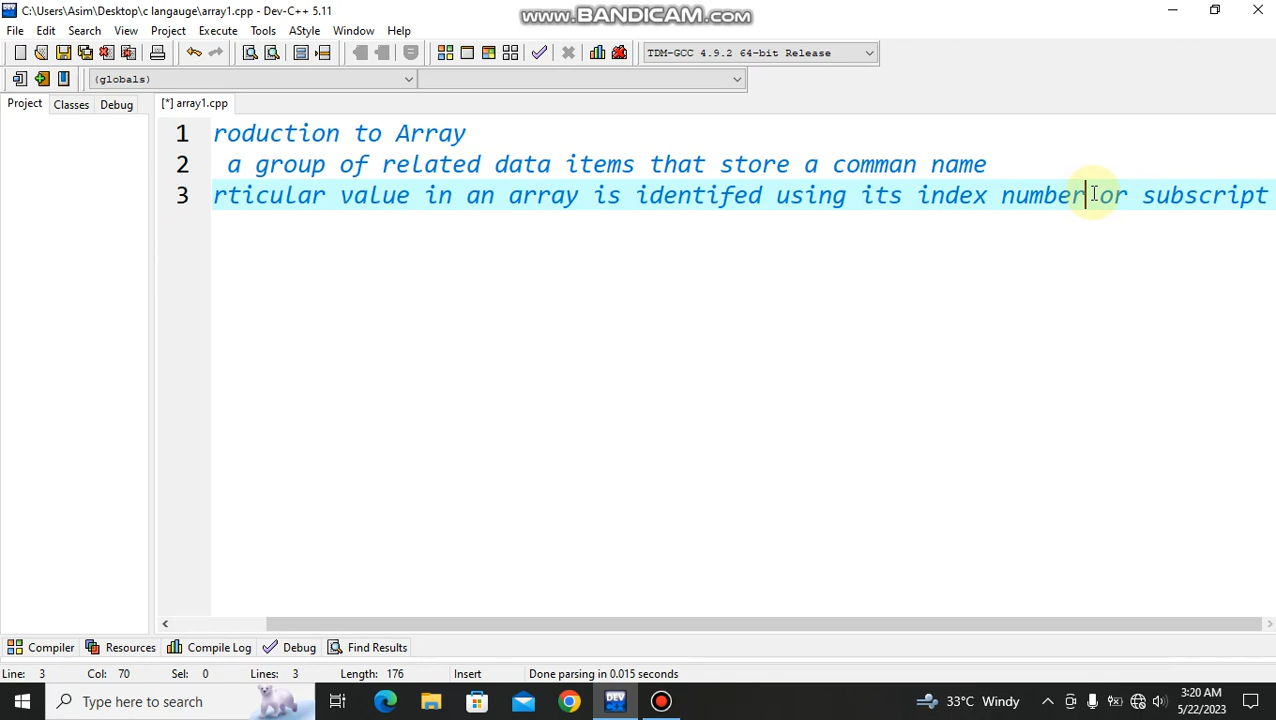 C:\Users\Asim\Desktop\c langauge\array1.cpp - Dev-C++ 5.11
www.BANDICAM.com
File Edit Search View Project Execute Tools AStyle Window Help
TDM-GCC 4.9.2 64-bit Release
(globals)
Project Classes Debug [*] array1.cpp
1 roduction to Array
2 a group of related data items that store a comman name
3 rticular value in an array is identifed using its index number or subscript
Compiler Resources Compile Log Debug Find Results
Line: 3 Col: 70 Sel: 0 Lines: 3 Length: 176 Insert Done parsing in 0.015 seconds
Type here to search
DEV
33°C Windy
3:20 AM
5/22/2023